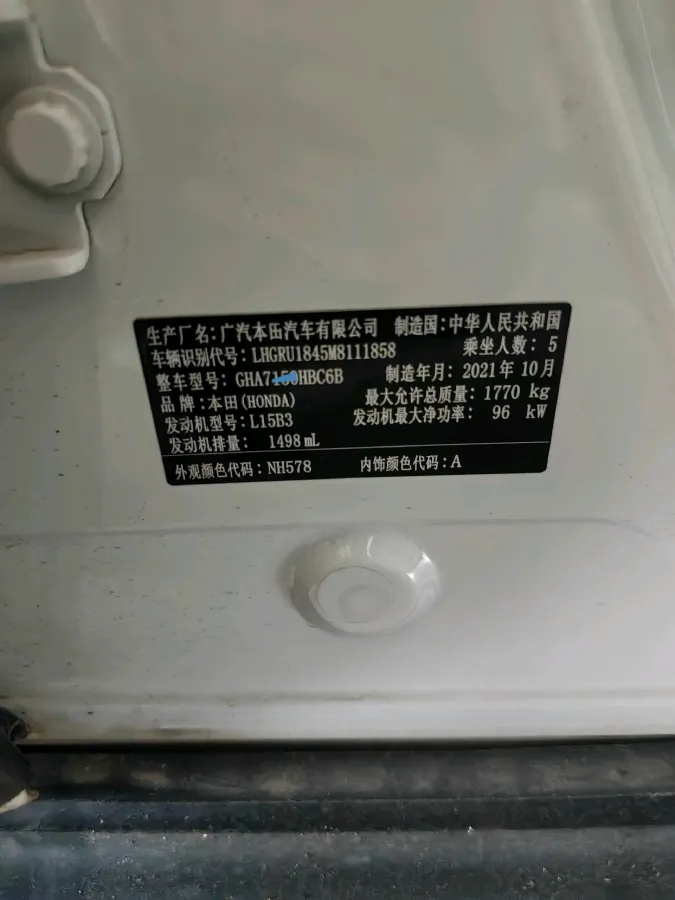 生产厂名：广汽本田汽车有限公司 制造国：中华人民共和国
车辆识别代号：LHGRU1845M8111858 乘坐人数：5
整车型号：GHA7150HBC6B 制造年月：2021年10月
品牌：本田(HONDA) 最大允许总质量：1770 kg
发动机型号：L15B3 发动机最大净功率：96 kW
发动机排量：1498mL
外观颜色代码：NH578 内饰颜色代码：A